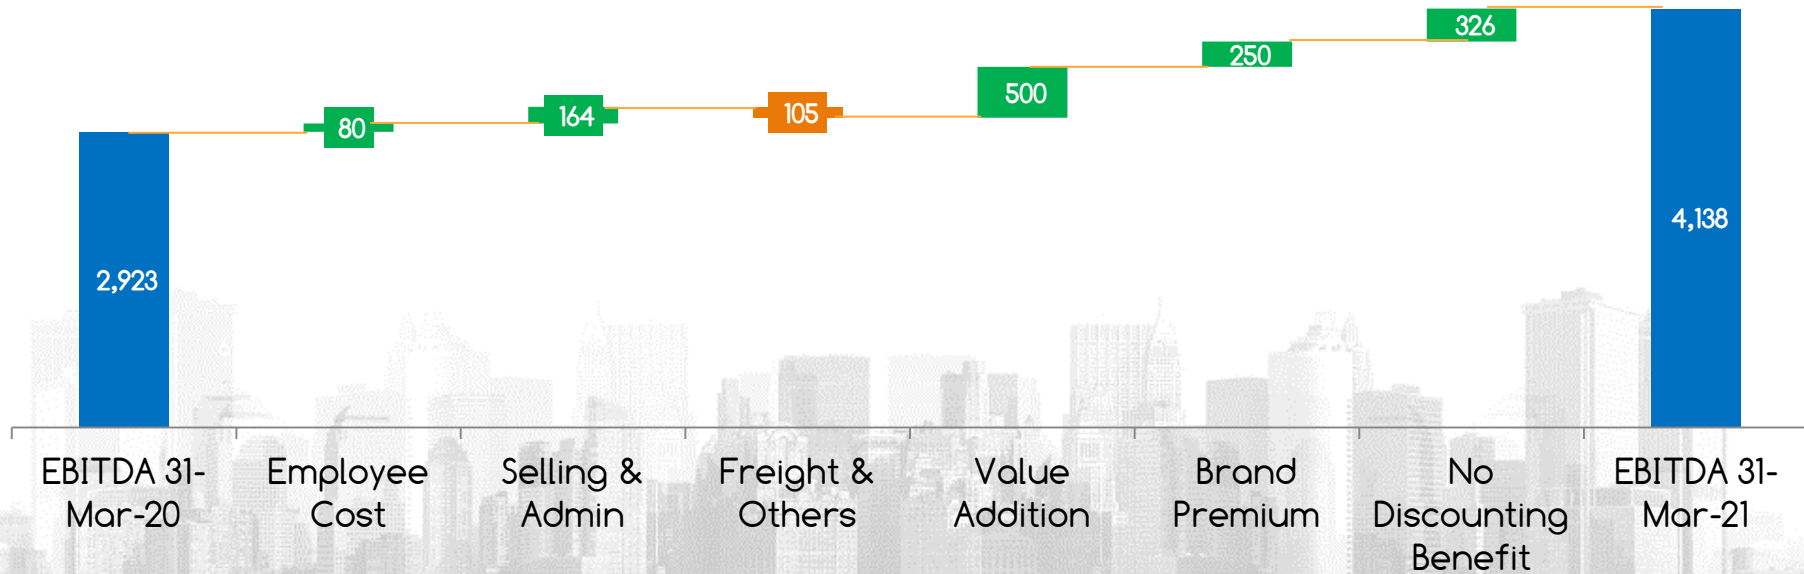 326
250
500
164
105
80
4,138
2,923
EBITDA 31-
Mar-20
Employee
Cost
Selling &
Admin
Freight &
Others
Value
Addition
Brand
Premium
No
Discounting
Benefit
EBITDA 31-
Mar-21